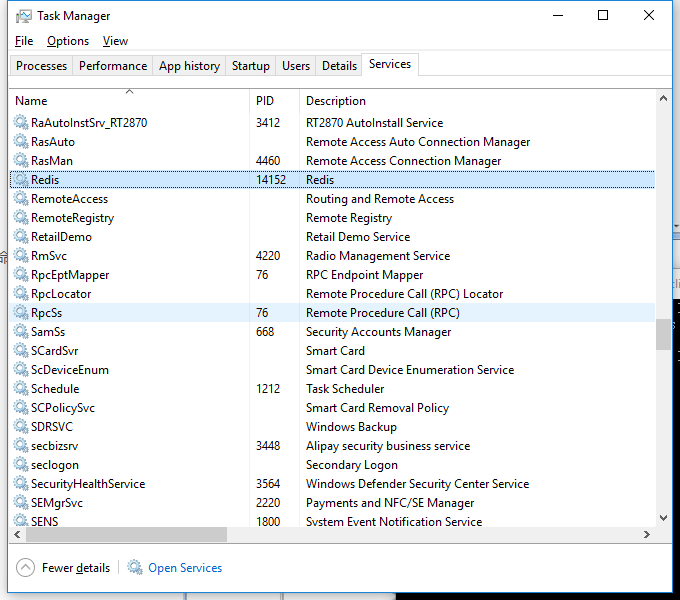 Task Manager
File Options View
Processes Performance App history Startup Users Details Services
Name PID Description
RaAutoInstSrv_RT2870 3412 RT2870 AutoInstall Service
RasAuto Remote Access Auto Connection Manager
RasMan 4460 Remote Access Connection Manager
Redis 14152 Redis
RemoteAccess Routing and Remote Access
RemoteRegistry Remote Registry
RetailDemo Retail Demo Service
RmSvc 4220 Radio Management Service
RpcEptMapper 76 RPC Endpoint Mapper
RpcLocator Remote Procedure Call (RPC) Locator
RpcSs 76 Remote Procedure Call (RPC)
SamSs 668 Security Accounts Manager
SCardSvr Smart Card
ScDeviceEnum Smart Card Device Enumeration Service
Schedule 1212 Task Scheduler
SCPolicySvc Smart Card Removal Policy
SDRSVC Windows Backup
secbizsrv 3448 Alipay security business service
seclogon Secondary Logon
SecurityHealthService 3564 Windows Defender Security Center Service
SEMgrSvc 2220 Payments and NFC/SE Manager
SENS 1800 System Event Notification Service
Fewer details Open Services